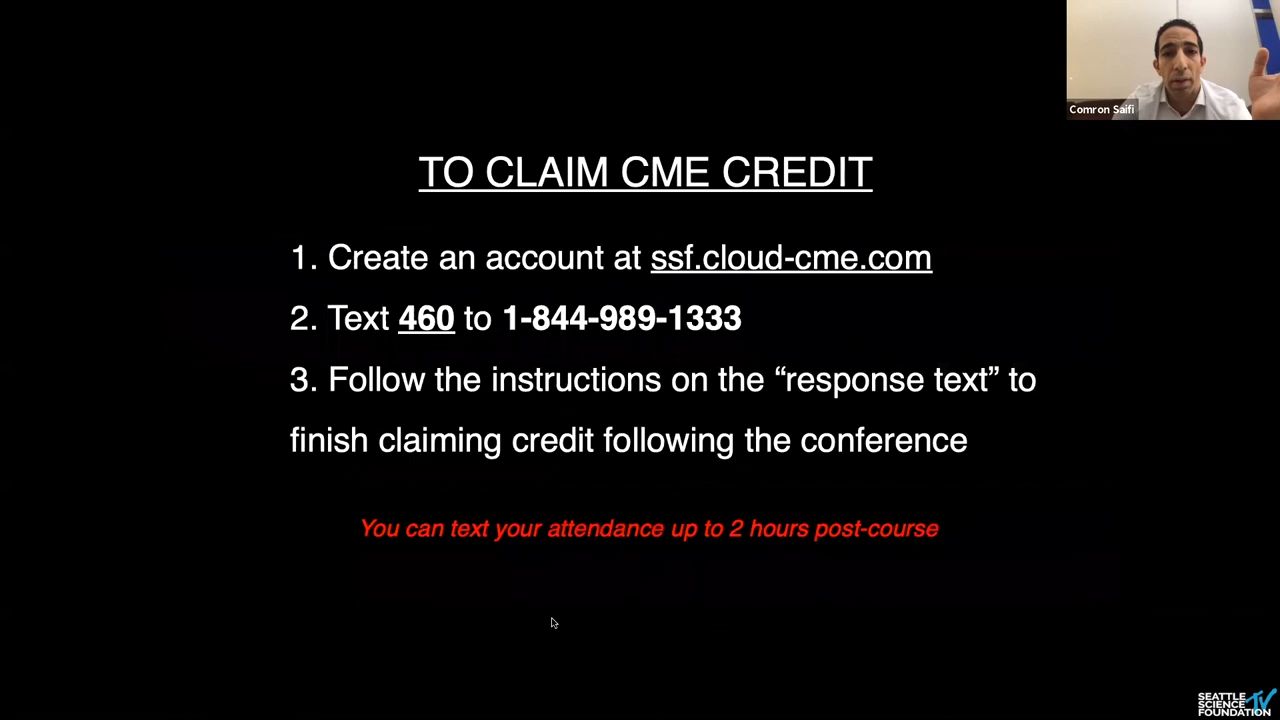 Comron Saifi
TO CLAIM CME CREDIT
1. Create an account at ssf.cloud-cme.com
2. Text 460 to 1-844-989-1333
3. Follow the instructions on the “response text” to
finish claiming credit following the conference
You can text your attendance up to 2 hours post-course
SEATTLE
SCIENCE
FOUNDATION
TV